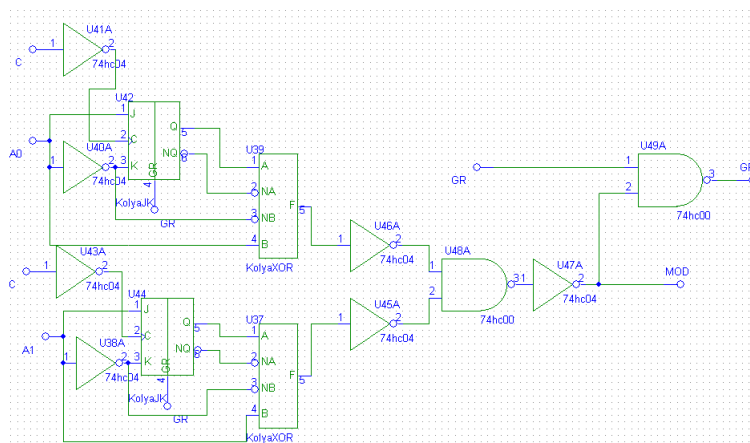 U41A
C
1
2
74hc04
U42
A0
1
J
Q
5
2
C
NQ
6
U40A
1
2
3
K
GR
4
74hc04
KolyaJK
GR
U39
1
A
2
NA
F
5
3
NB
4
B
KolyaXOR
U43A
C
1
2
74hc04
U44
A1
1
J
Q
5
2
C
NQ
6
U38A
1
2
3
K
GR
4
74hc04
KolyaJK
GR
U37
1
A
2
NA
F
5
3
NB
4
B
KolyaXOR
U46A
1
2
74hc04
U45A
1
2
74hc04
U48A
1
2
3
74hc00
U47A
1
2
74hc04
MOD
U49A
GR
1
2
3
74hc00